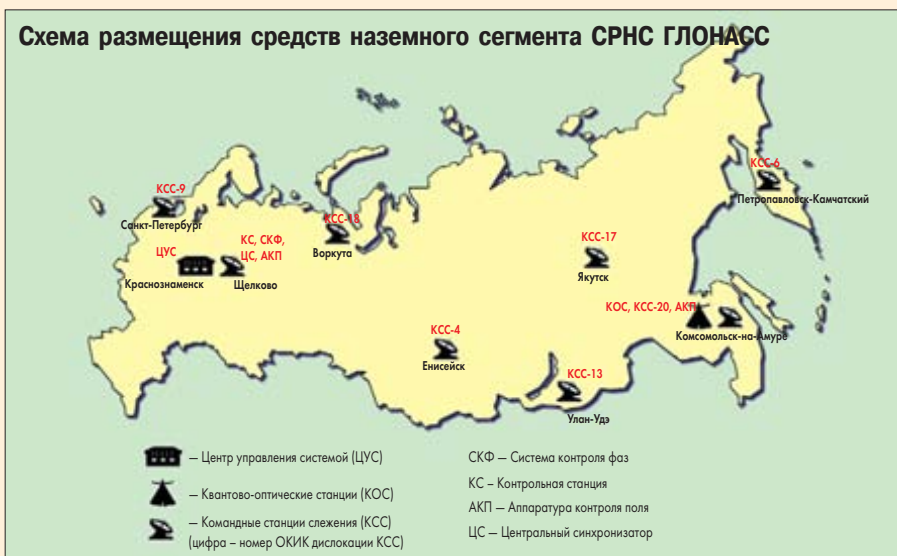 Схема размещения средств наземного сегмента СРНС ГЛОНАСС
КСС-9
Санкт-Петербург
КСС-6
Петропавловск-Камчатский
КСС-18
Воркута
КС, СКФ,
ЦС, АКП
Щелково
ЦУС
Краснознаменск
КСС-17
Якутск
КОС, КСС-20, АКП
Комсомольск-на-Амуре
КСС-4
Енисейск
КСС-13
Улан-Удэ
— Центр управления системой (ЦУС)
— Квантово-оптические станции (КОС)
— Командные станции слежения (КСС)
(цифра – номер ОКИК дислокации КСС)
СКФ — Система контроля фаз
КС – Контрольная станция
АКП — Аппаратура контроля поля
ЦС — Центральный синхронизатор